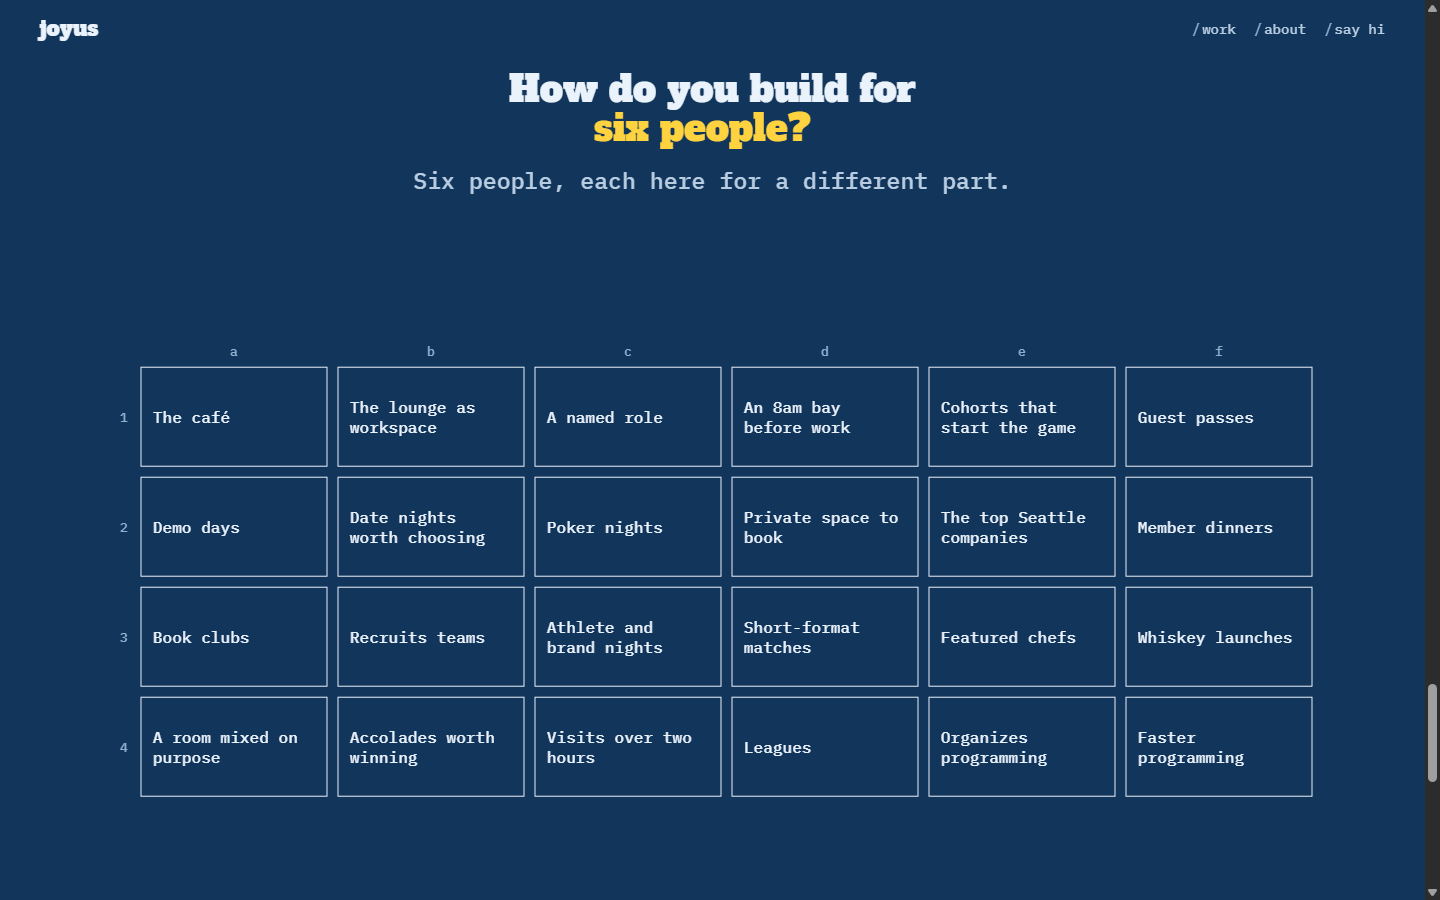 joyus
/work /about /say hi
How do you build for
six people?
Six people, each here for a different part.
a b c d e f
1
The café
The lounge as
workspace
A named role
An 8am bay
before work
Cohorts that
start the game
Guest passes
2
Demo days
Date nights
worth choosing
Poker nights
Private space to
book
The top Seattle
companies
Member dinners
3
Book clubs
Recruits teams
Athlete and
brand nights
Short-format
matches
Featured chefs
Whiskey launches
4
A room mixed on
purpose
Accolades worth
winning
Visits over two
hours
Leagues
Organizes
programming
Faster
programming